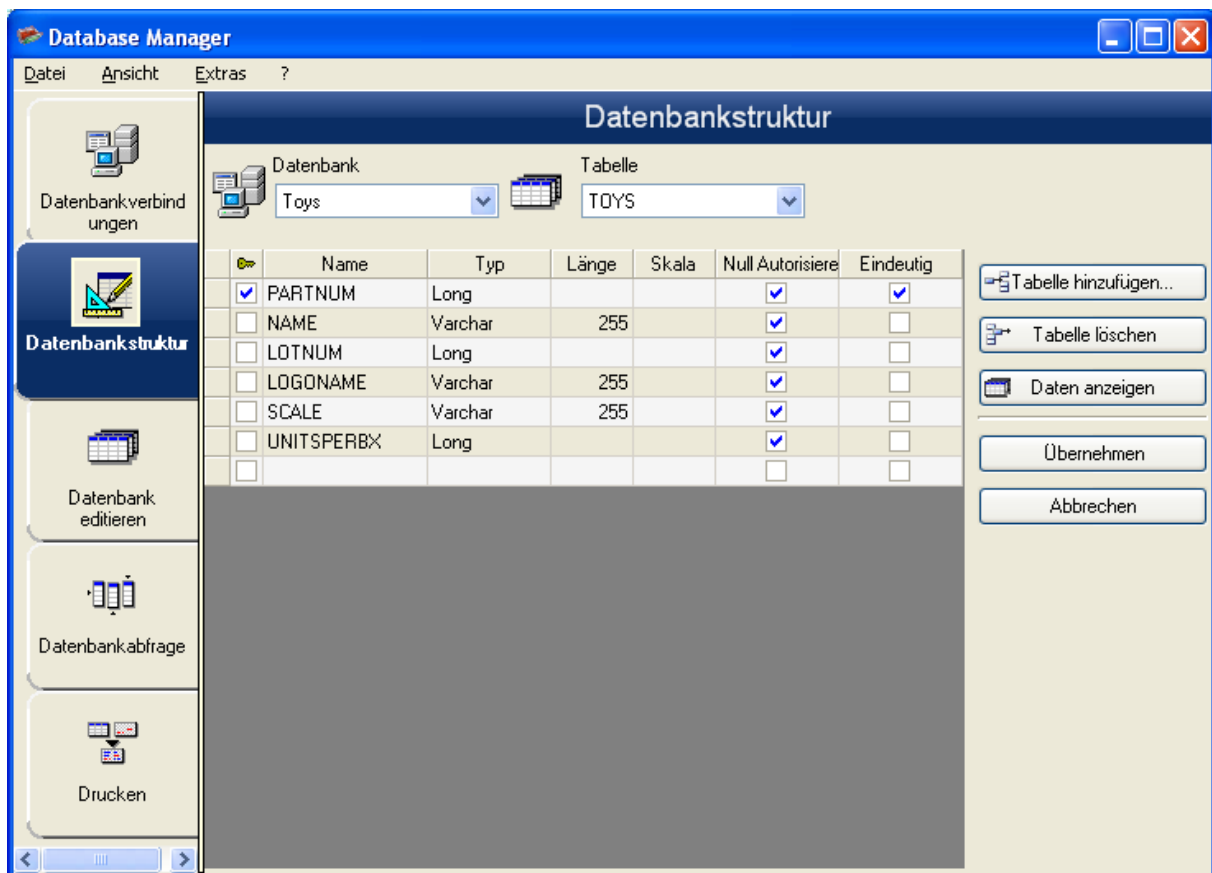 Database Manager
Datei Ansicht Extras ?
Datenbankverbind
ungen
Datenbankstruktur
Datenbank
editieren
Datenbankabfrage
Drucken
Datenbankstruktur
Datenbank Tabelle
Toys TOYS
Name Typ Länge Skala Null Autorisiere Eindeutig
PARTNUM Long
NAME Varchar 255
LOTNUM Long
LOGONAME Varchar 255
SCALE Varchar 255
UNITSPERBX Long
Tabelle hinzufügen...
Tabelle löschen
Daten anzeigen
Übernehmen
Abbrechen